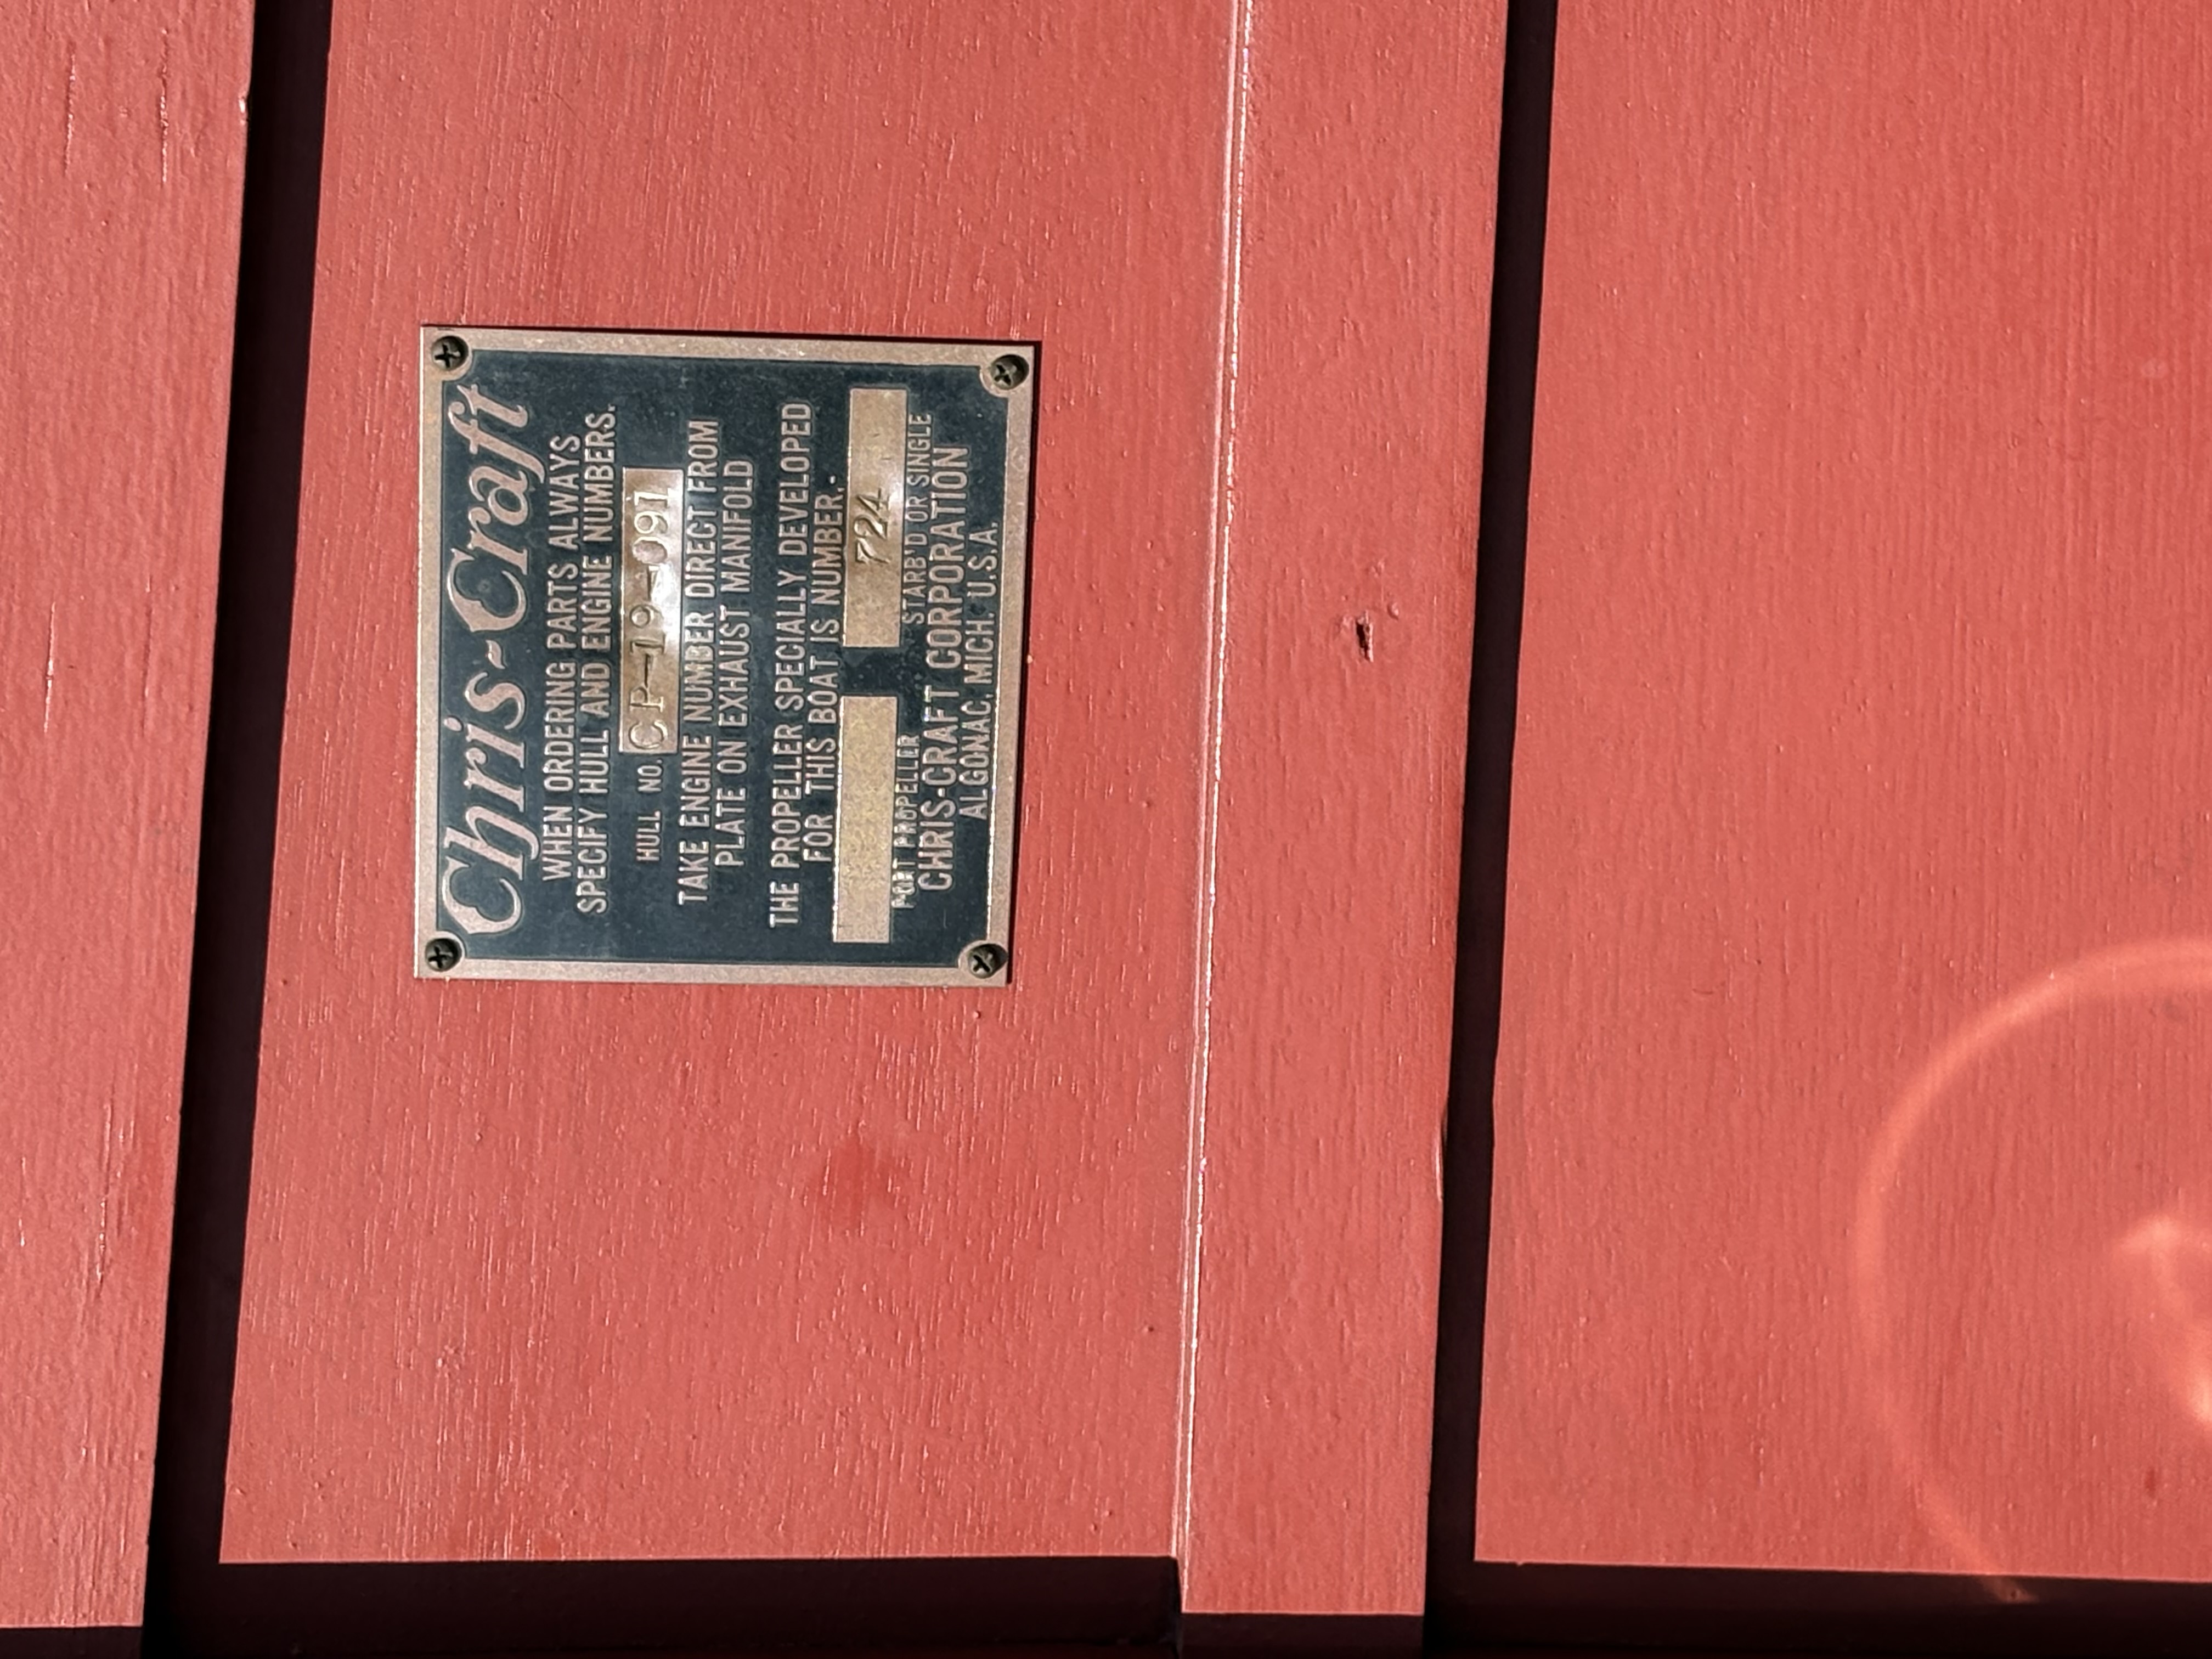 Chris-Craft
WHEN ORDERING PARTS ALWAYS
SPECIFY HULL AND ENGINE NUMBERS.
HULL NO. CP-19-091
TAKE ENGINE NUMBER DIRECT FROM
PLATE ON EXHAUST MANIFOLD
THE PROPELLER SPECIALLY DEVELOPED
FOR THIS BOAT IS NUMBER.-
724
PORT PROPELLER STARB'D OR SINGLE
CHRIS-CRAFT CORPORATION
ALGONAC, MICH. U.S.A.